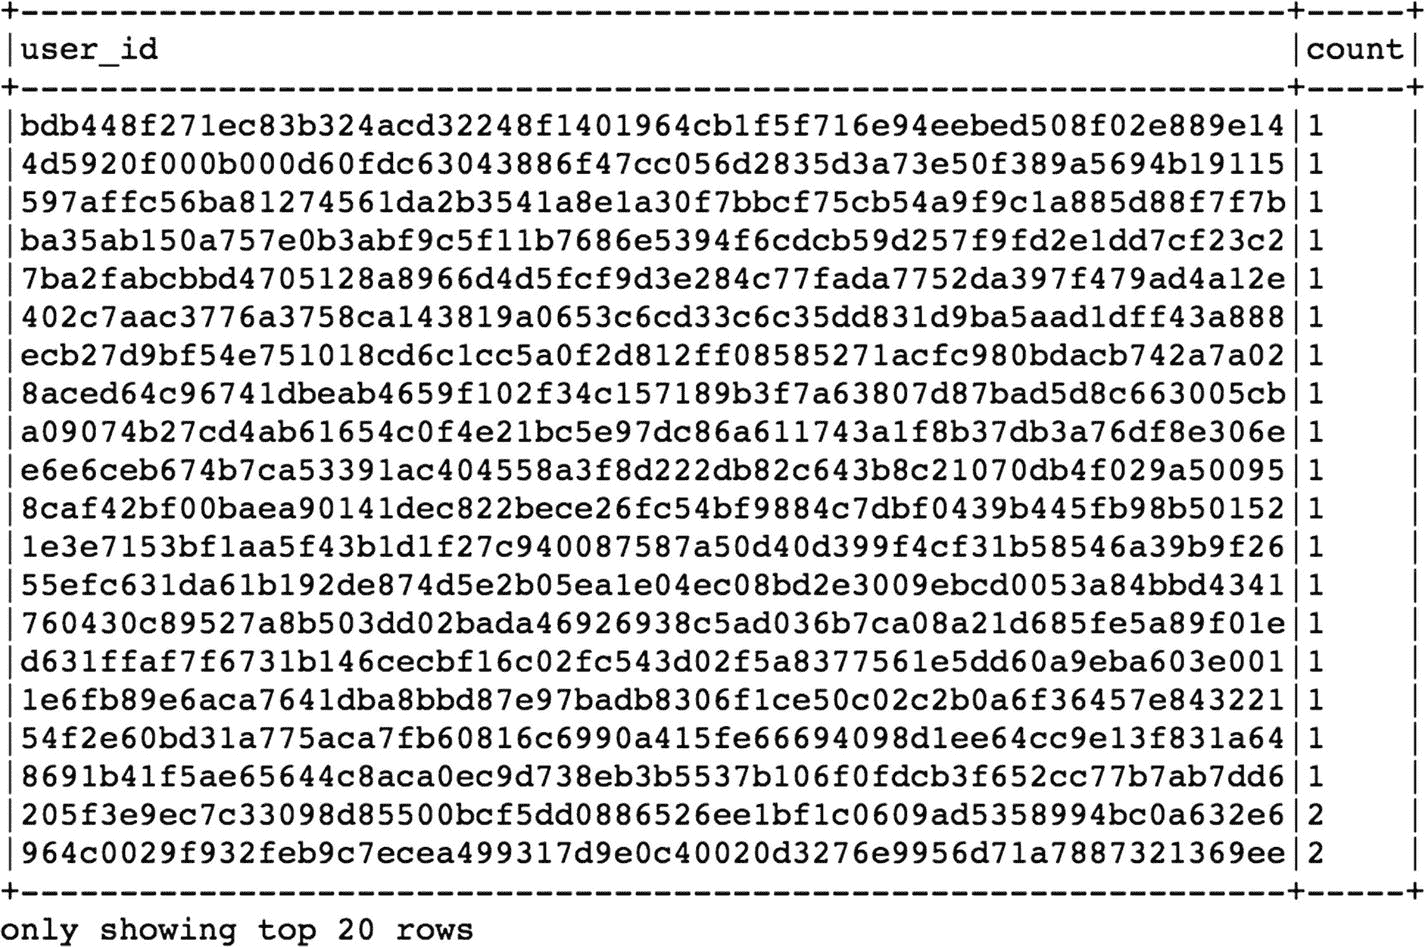 +----------------------------------------------------------------+-----+
|user_id                                                         |count|
+----------------------------------------------------------------+-----+
|bdb448f271ec83b324acd32248f1401964cb1f5f716e94eebed508f02e889e14|1    |
|4d5920f000b000d60fdc63043886f47cc056d2835d3a73e50f389a5694b19115|1    |
|597affc56ba81274561da2b3541a8e1a30f7bbcf75cb54a9f9c1a885d88f7f7b|1    |
|ba35ab150a757e0b3abf9c5f11b7686e5394f6cdcb59d257f9fd2e1dd7cf23c2|1    |
|7ba2fabcbbd4705128a8966d4d5fcf9d3e284c77fada7752da397f479ad4a12e|1    |
|402c7aac3776a3758ca143819a0653c6cd33c6c35dd831d9ba5aad1dff43a888|1    |
|ecb27d9bf54e751018cd6c1cc5a0f2d812ff08585271acfc980bdacb742a7a02|1    |
|8aced64c96741dbeab4659f102f34c157189b3f7a63807d87bad5d8c663005cb|1    |
|a09074b27cd4ab61654c0f4e21bc5e97dc86a611743a1f8b37db3a76df8e306e|1    |
|e6e6ceb674b7ca53391ac404558a3f8d222db82c643b8c21070db4f029a50095|1    |
|8caf42bf00baea90141dec822bece26fc54bf9884c7dbf0439b445fb98b50152|1    |
|1e3e7153bf1aa5f43b1d1f27c940087587a50d40d399f4cf31b58546a39b9f26|1    |
|55efc631da61b192de874d5e2b05ea1e04ec08bd2e3009ebcd0053a84bbd4341|1    |
|760430c89527a8b503dd02bada46926938c5ad036b7ca08a21d685fe5a89f01e|1    |
|d631ffaf7f6731b146cecbf16c02fc543d02f5a8377561e5dd60a9eba603e001|1    |
|1e6fb89e6aca7641dba8bbd87e97badb8306f1ce50c02c2b0a6f36457e843221|1    |
|54f2e60bd31a775aca7fb60816c6990a415fe66694098d1ee64cc9e13f831a64|1    |
|8691b41f5ae65644c8aca0ec9d738eb3b5537b106f0fdcb3f652cc77b7ab7dd6|1    |
|205f3e9ec7c33098d85500bcf5dd0886526ee1bf1c0609ad5358994bc0a632e6|2    |
|964c0029f932feb9c7ecea499317d9e0c40020d3276e9956d71a7887321369ee|2    |
+----------------------------------------------------------------+-----+
only showing top 20 rows